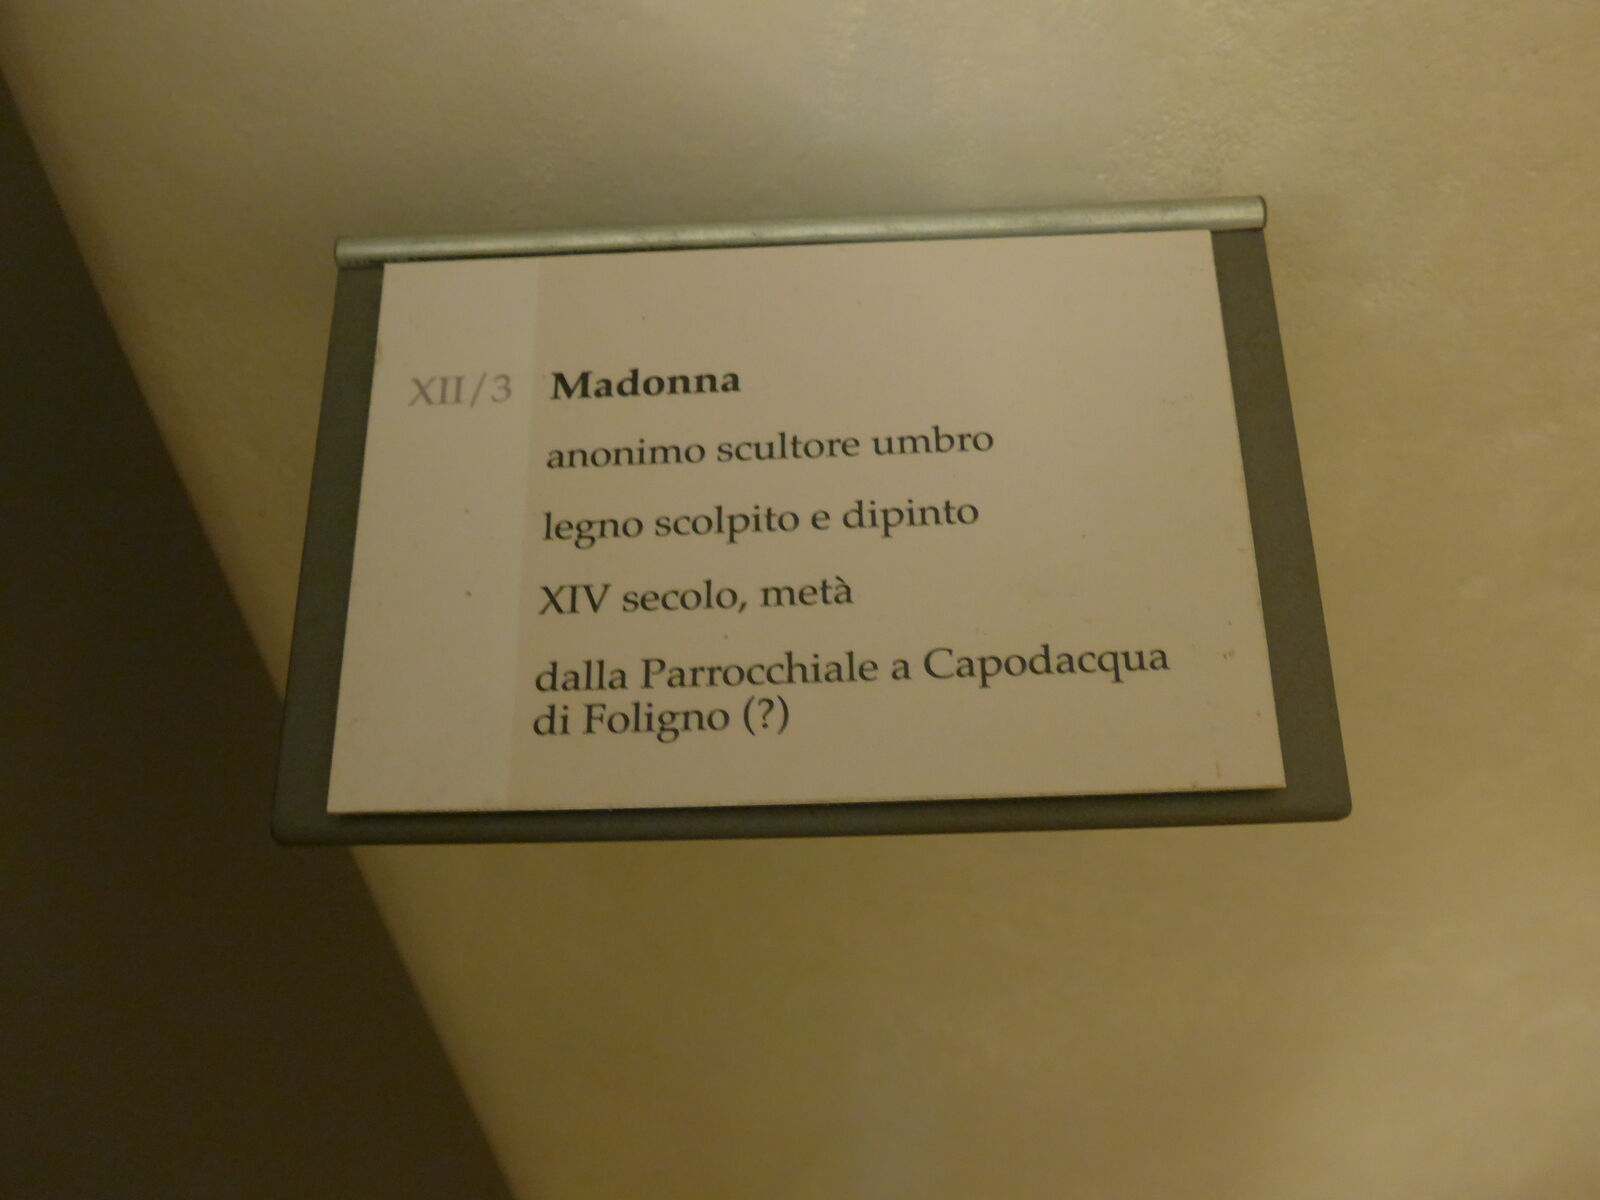 XII/3 Madonna
anonimo scultore umbro
legno scolpito e dipinto
XIV secolo, metà
dalla Parrocchiale a Capodacqua
di Foligno (?)